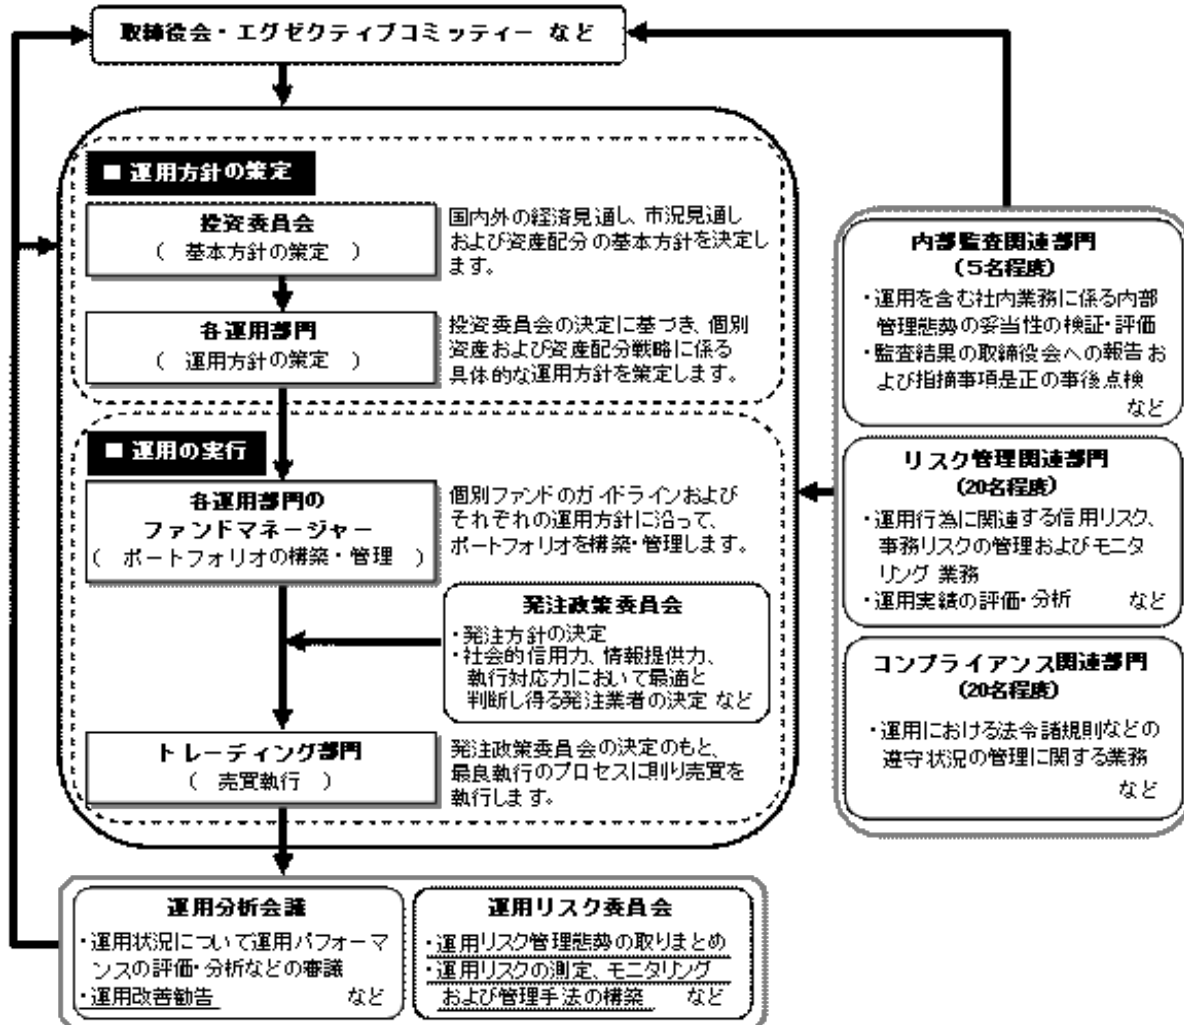 取締役会・エグゼクティブコミッティー など
■ 運用方針の策定
投資委員会
( 基本方針の策定 )
国内外の経済見通し、市況見通し
および資産配分の基本方針を決定し
ます。
各運用部門
( 運用方針の策定 )
投資委員会の決定に基づき、個別
資産および資産配分戦略に係る
具体的な運用方針を策定します。
■ 運用の実行
各運用部門の
ファンドマネージャー
( ポートフォリオの構築・管理 )
個別ファンドのガイドラインおよび
それぞれの運用方針に沿って、
ポートフォリオを構築・管理します。
発注政策委員会
・発注方針の決定
・社会的信用力、情報提供力、
執行対応力において最適と
判断し得る発注業者の決定 など
トレーディング部門
( 売買執行 )
発注政策委員会の決定のもと、
最良執行のプロセスに則り売買を
執行します。
内部監査関連部門
(5名程度)
・運用を含む社内業務に係る内部
管理態勢の妥当性の検証・評価
・監査結果の取締役会への報告お
よび指摘事項是正の事後点検
など
リスク管理関連部門
(20名程度)
・運用行為に関連する信用リスク、
事務リスクの管理およびモニタ
リング 業務
・運用実績の評価・分析 など
コンプライアンス関連部門
(20名程度)
・運用における法令諸規則などの
遵守状況の管理に関する業務
など
運用分析会議
・運用状況について運用パフォーマ
ンスの評価・分析などの審議
・運用改善勧告 など
運用リスク委員会
・運用リスク管理態勢の取りまとめ
・運用リスクの測定、モニタリング
および管理手法の構築 など